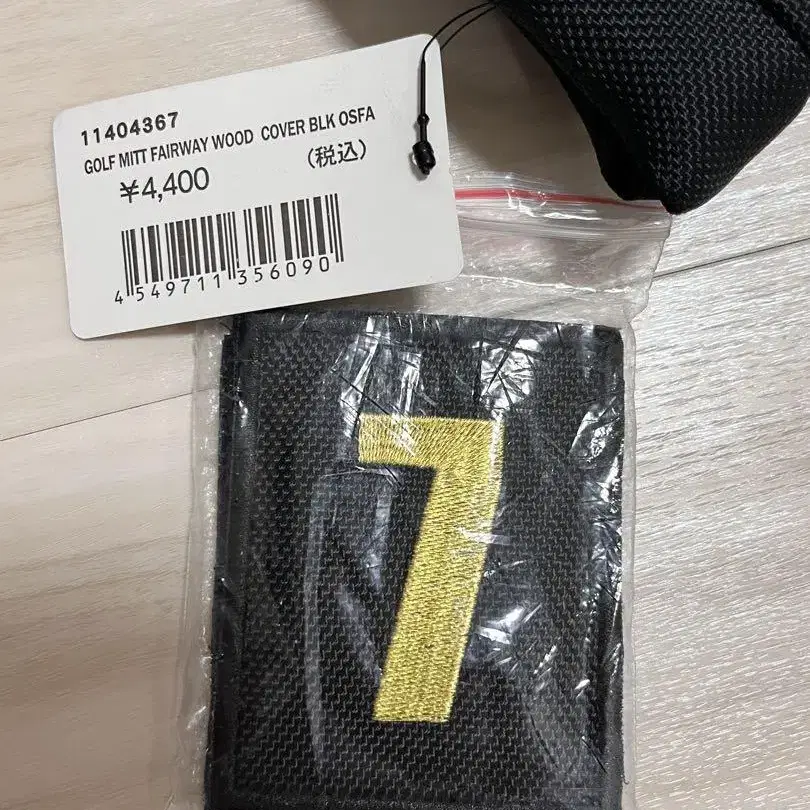 11404367
GOLF MITT FAIRWAY WOOD COVER BLK OSFA
¥4,400 (税込)
4 549711 356090
7